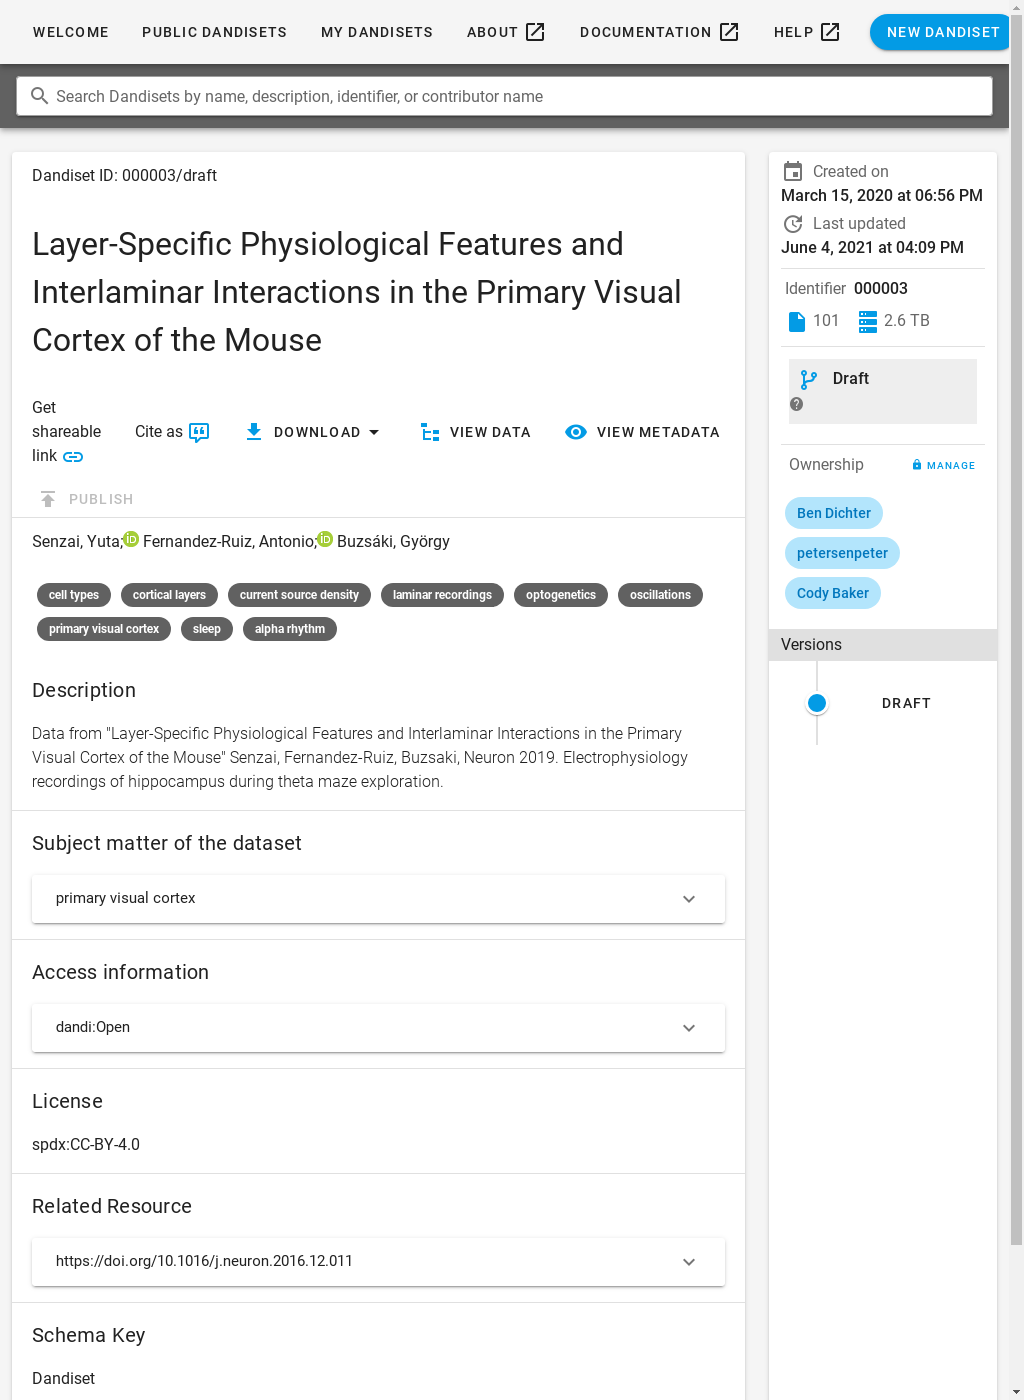 WELCOME
PUBLIC DANDISETS
MY DANDISETS
ABOUT
DOCUMENTATION
HELP
NEW DANDISET
Search Dandisets by name, description, identifier, or contributor name
Dandiset ID: 000003/draft
Layer-Specific Physiological Features and
Interlaminar Interactions in the Primary Visual
Cortex of the Mouse
Get
shareable
link
Cite as
DOWNLOAD
VIEW DATA
VIEW METADATA
PUBLISH
Senzai, Yuta; iD Fernandez-Ruiz, Antonio; iD Buzsáki, György
cell types
cortical layers
current source density
laminar recordings
optogenetics
oscillations
primary visual cortex
sleep
alpha rhythm
Description
Data from "Layer-Specific Physiological Features and Interlaminar Interactions in the Primary
Visual Cortex of the Mouse" Senzai, Fernandez-Ruiz, Buzsaki, Neuron 2019. Electrophysiology
recordings of hippocampus during theta maze exploration.
Subject matter of the dataset
primary visual cortex
Access information
dandi:Open
License
spdx:CC-BY-4.0
Related Resource
https://doi.org/10.1016/j.neuron.2016.12.011
Schema Key
Dandiset
Created on
March 15, 2020 at 06:56 PM
Last updated
June 4, 2021 at 04:09 PM
Identifier 000003
101
2.6 TB
Draft
?
Ownership
MANAGE
Ben Dichter
petersenpeter
Cody Baker
Versions
DRAFT